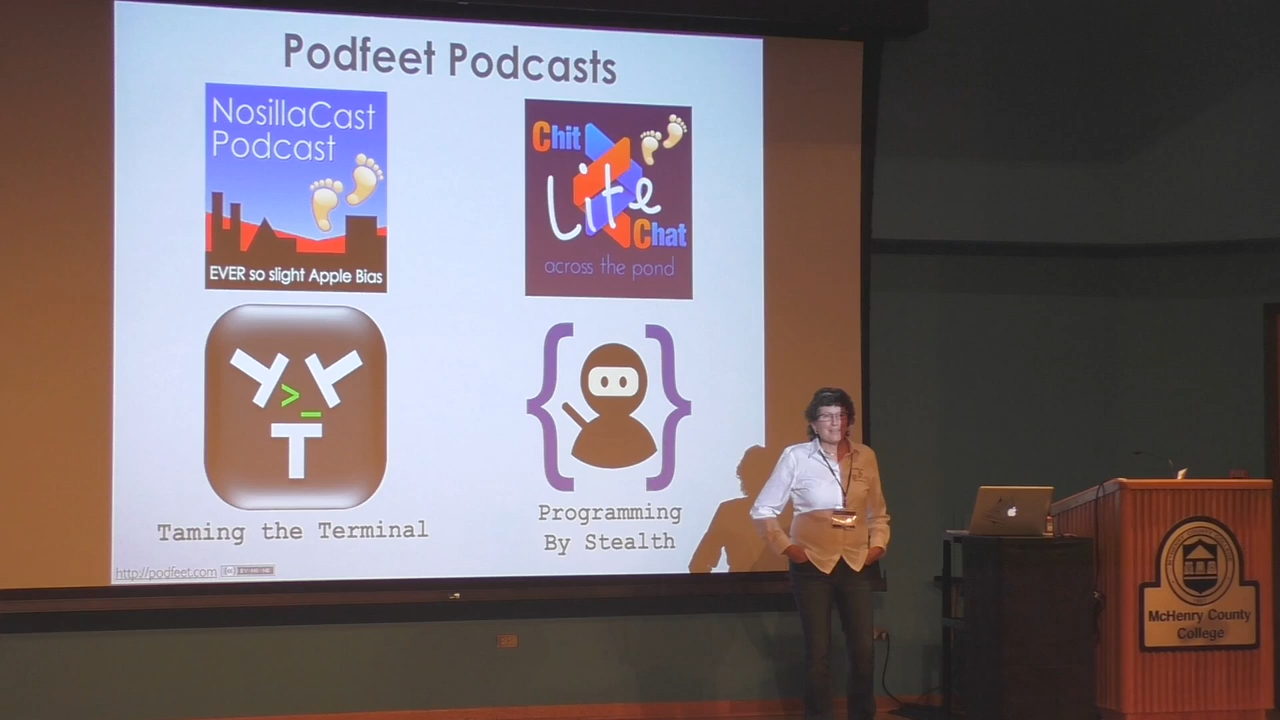 Podfeet Podcasts
NosillaCast
Podcast
EVER so slight Apple Bias
Chit
Lite
Chat
across the pond
>_
T
Taming the Terminal
Programming
By Stealth
http://podfeet.com
McHenry County
College